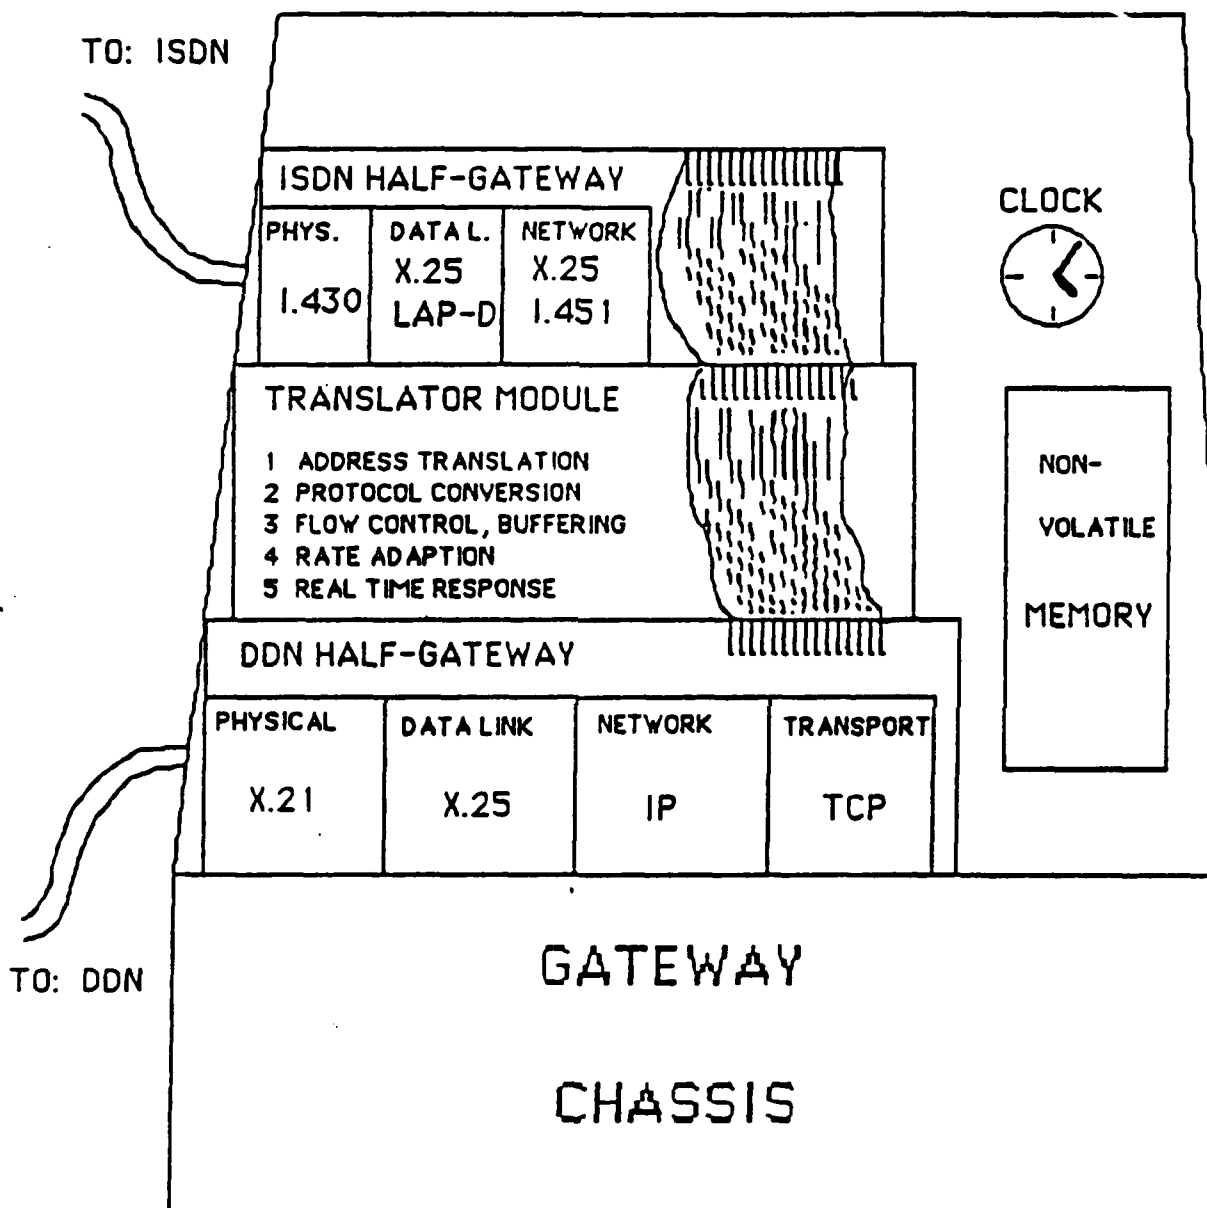 TO: ISDN
ISDN HALF-GATEWAY
PHYS.
I.430
DATA L.
X.25
LAP-D
NETWORK
X.25
I.451
CLOCK
TRANSLATOR MODULE
1 ADDRESS TRANSLATION
2 PROTOCOL CONVERSION
3 FLOW CONTROL, BUFFERING
4 RATE ADAPTION
5 REAL TIME RESPONSE
NON-
VOLATILE
MEMORY
DDN HALF-GATEWAY
PHYSICAL
X.21
DATA LINK
X.25
NETWORK
IP
TRANSPORT
TCP
TO: DDN
GATEWAY
CHASSIS